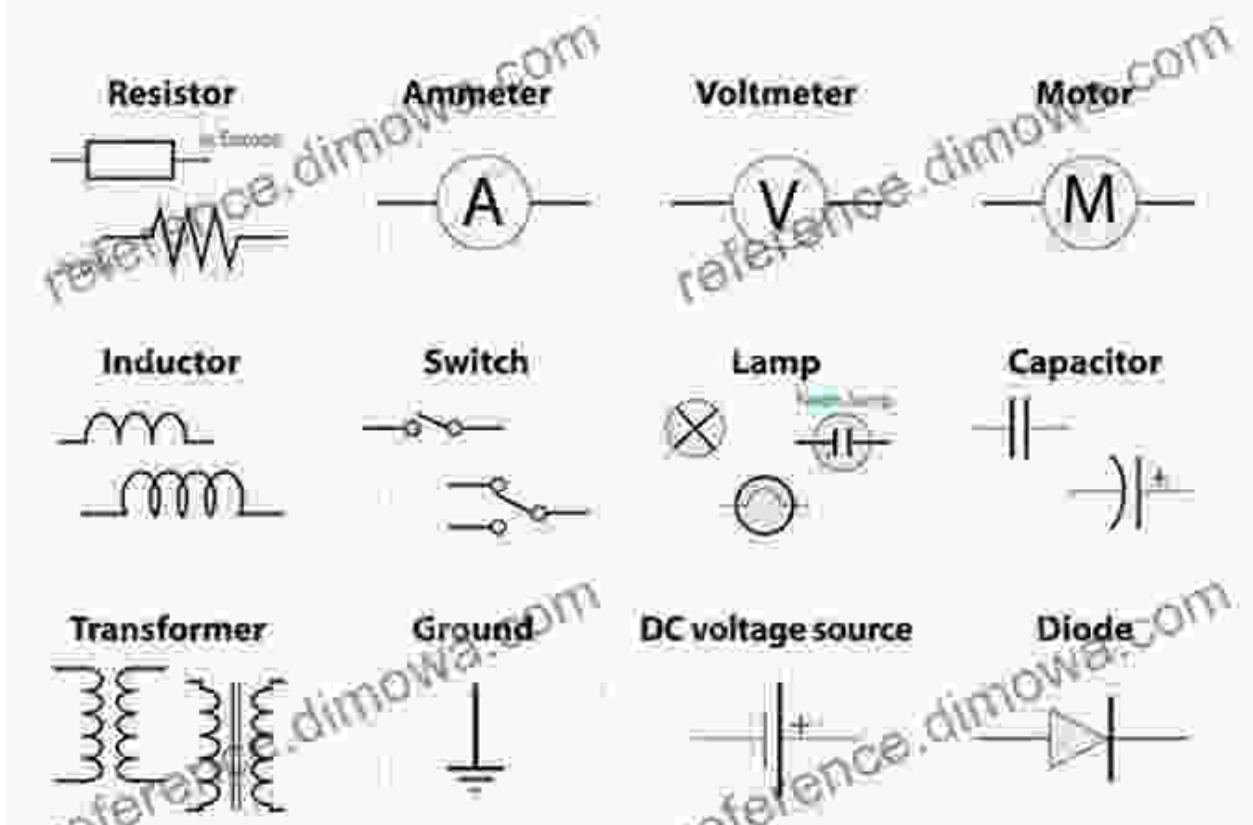 Resistor Ammeter Voltmeter Motor
A V M
reference.dimowa.com reference.dimowa.com
Inductor Switch Lamp Capacitor
+
Transformer Ground DC voltage source Diode
+
reference.dimowa.com reference.dimowa.com